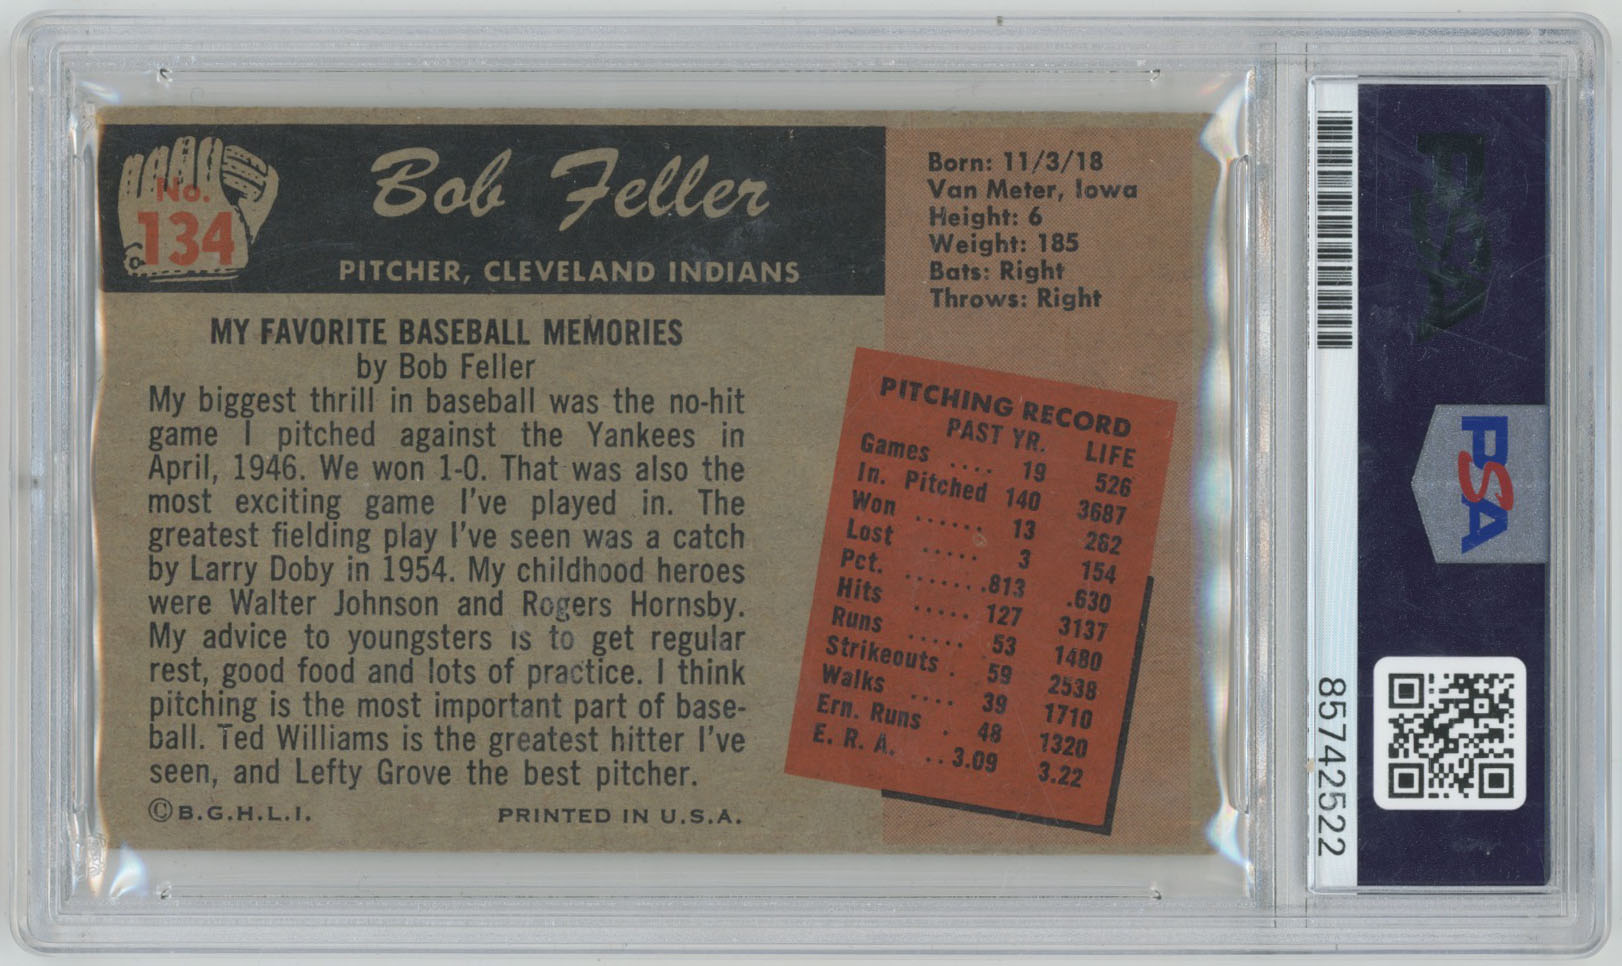 No.
134
Bob Feller
PITCHER, CLEVELAND INDIANS
Born: 11/3/18
Van Meter, Iowa
Height: 6
Weight: 185
Bats: Right
Throws: Right
MY FAVORITE BASEBALL MEMORIES
by Bob Feller
My biggest thrill in baseball was the no-hit
game I pitched against the Yankees in
April, 1946. We won 1-0. That was also the
most exciting game I've played in. The
greatest fielding play I've seen was a catch
by Larry Doby in 1954. My childhood heroes
were Walter Johnson and Rogers Hornsby.
My advice to youngsters is to get regular
rest, good food and lots of practice. I think
pitching is the most important part of base-
ball. Ted Williams is the greatest hitter I've
seen, and Lefty Grove the best pitcher.
©B.G.H.L.I. PRINTED IN U.S.A.
PITCHING RECORD
PAST YR. LIFE
Games .... 19 526
In. Pitched 140 3687
Won ...... 13 262
Lost ..... 3 154
Pct. .......813 .630
Hits ..... 127 3137
Runs ..... 53 1480
Strikeouts . 59 2538
Walks .... 39 1710
Ern. Runs . 48 1320
E. R. A. ..3.09 3.22
PSA
PSA
85742522